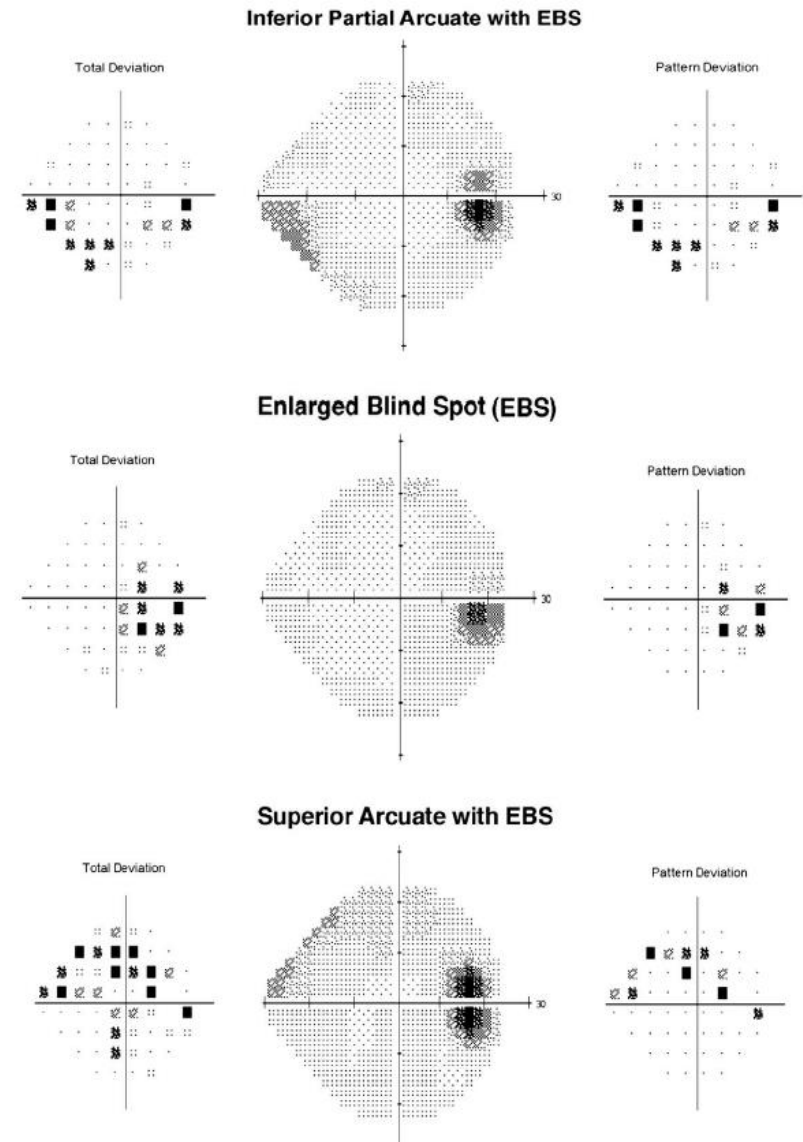 Inferior Partial Arcuate with EBS
Total Deviation
Pattern Deviation
30
Enlarged Blind Spot (EBS)
Total Deviation
Pattern Deviation
30
Superior Arcuate with EBS
Total Deviation
Pattern Deviation
30